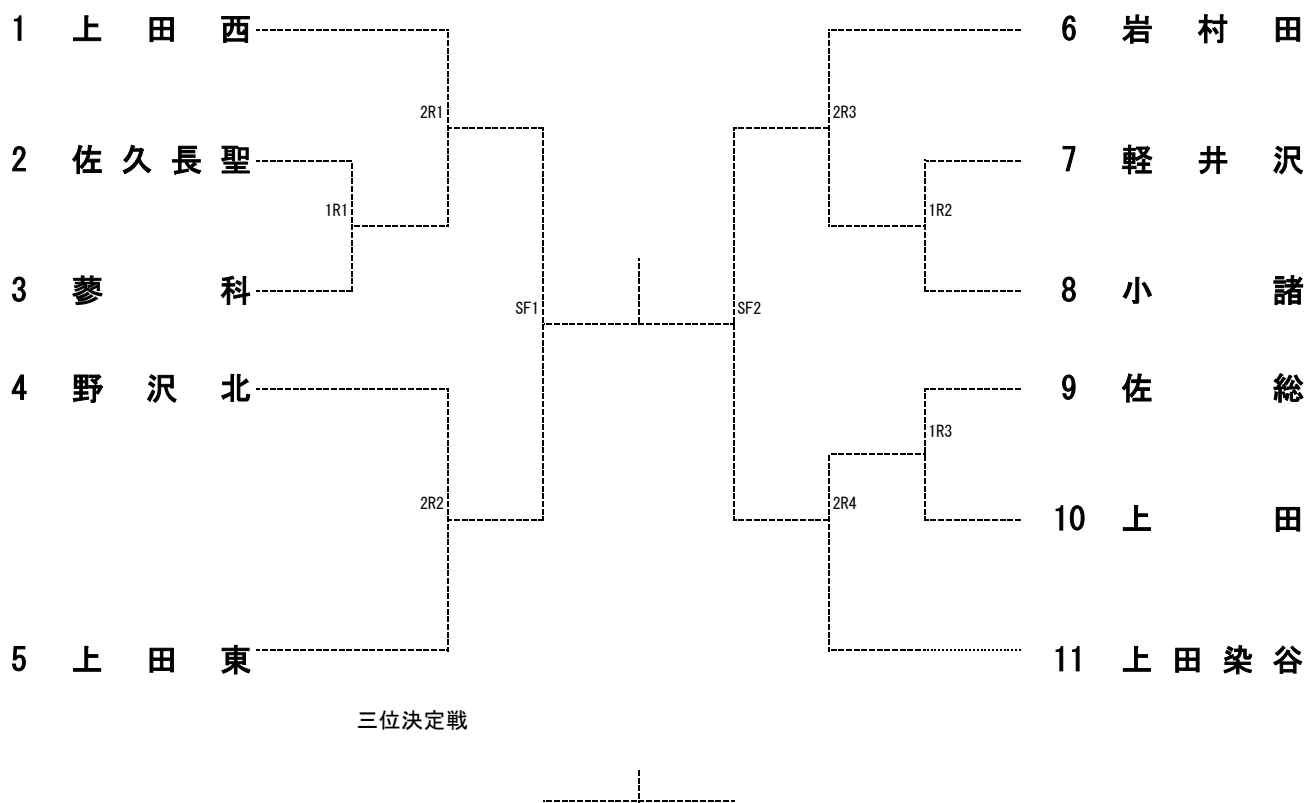 1 上田西
2R1
2 佐久長聖
1R1
3 蓼科
SF1
4 野沢北
2R2
5 上田東
6 岩村田
2R3
7 軽井沢
1R2
8 小諸
SF2
9 佐総
1R3
2R4
10 上田
11 上田染谷
三位決定戦